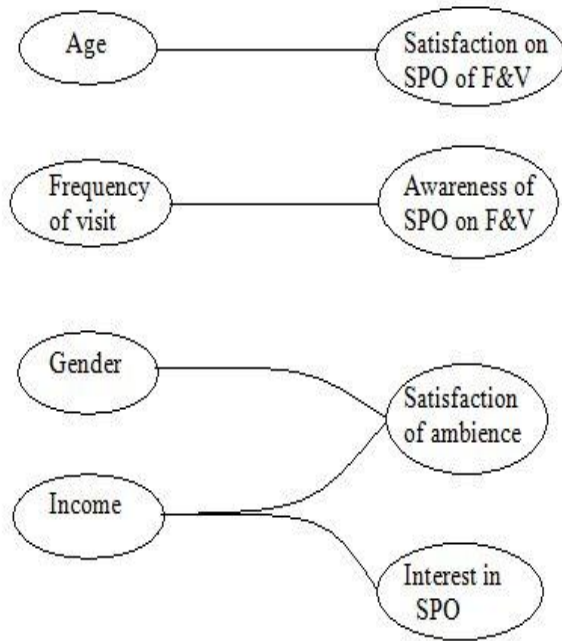 Age
Satisfaction on
SPO of F&V
Frequency
of visit
Awareness of
SPO on F&V
Gender
Satisfaction
of ambience
Income
Interest in
SPO